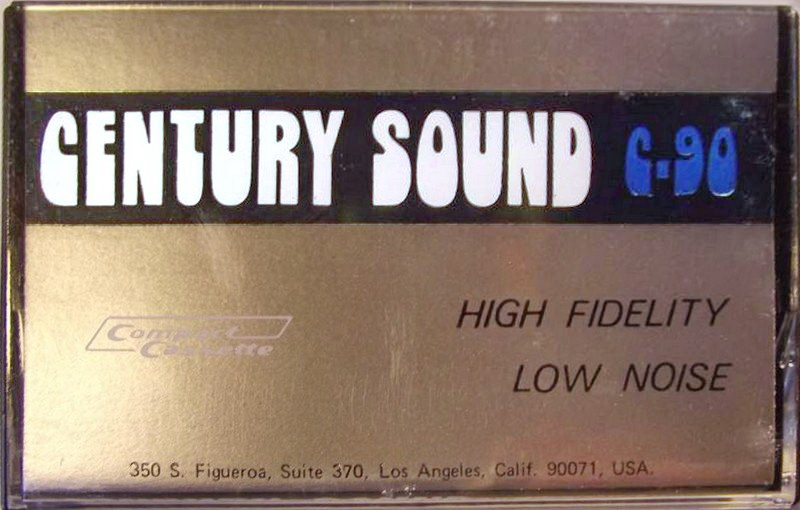 CENTURY SOUND C-90
Compact
Cassette
HIGH FIDELITY
LOW NOISE
350 S. Figueroa, Suite 370, Los Angeles, Calif. 90071, USA.